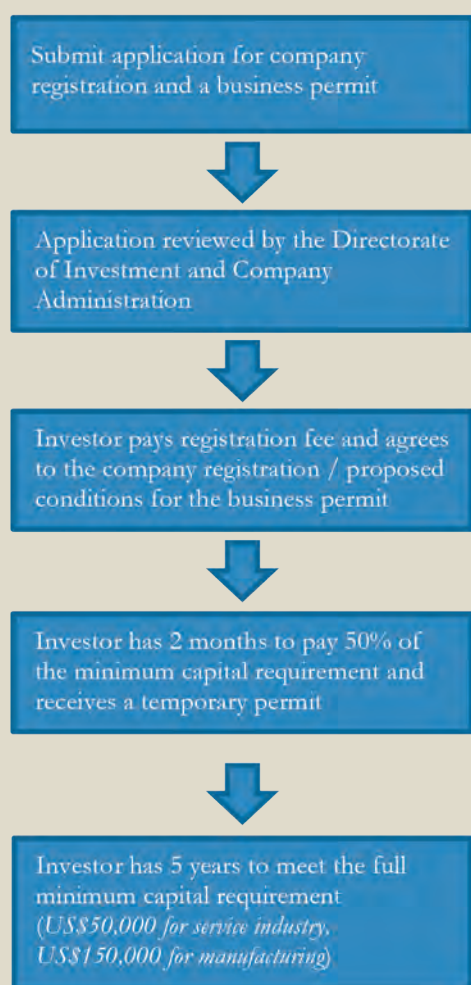 Submit application for company
registration and a business permit
Application reviewed by the Directorate
of Investment and Company
Administration
Investor pays registration fee and agrees
to the company registration / proposed
conditions for the business permit
Investor has 2 months to pay 50% of
the minimum capital requirement and
receives a temporary permit
Investor has 5 years to meet the full
minimum capital requirement
(US$50,000 for service industry,
US$150,000 for manufacturing)